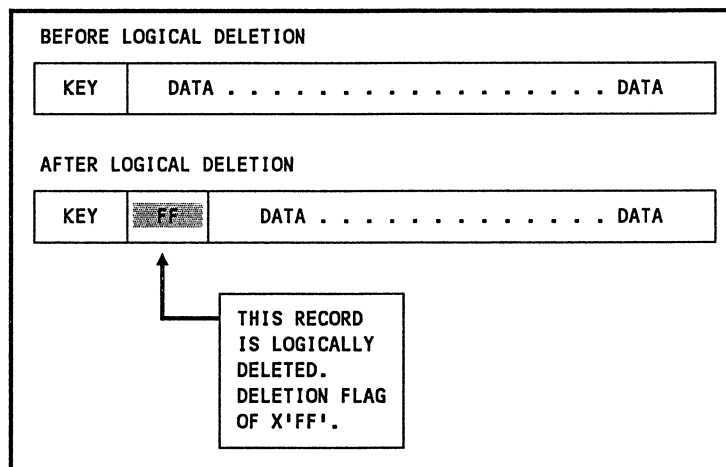 BEFORE LOGICAL DELETION
KEY DATA . . . . . . . . . . . . . . . . . DATA
AFTER LOGICAL DELETION
KEY FF DATA . . . . . . . . . . . . . . DATA
THIS RECORD
IS LOGICALLY
DELETED.
DELETION FLAG
OF X'FF'.